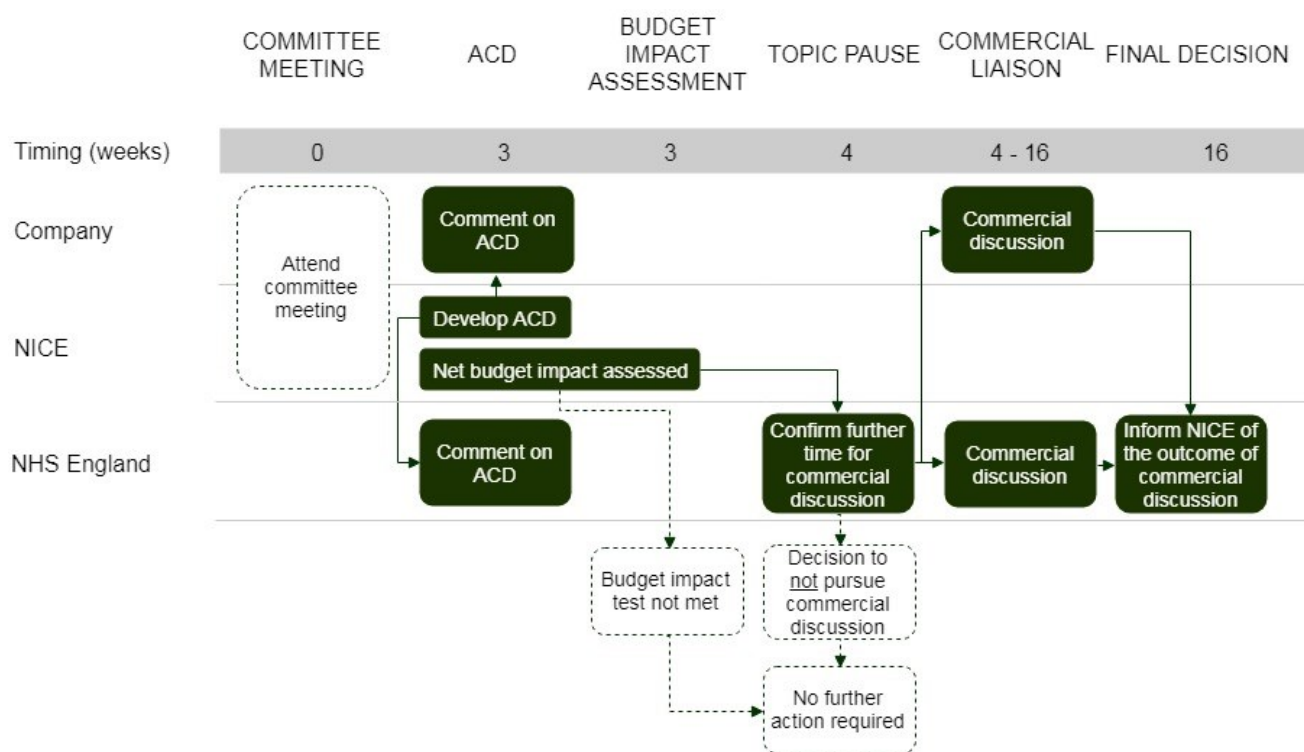 COMMITTEE
MEETING
ACD
BUDGET
IMPACT
ASSESSMENT
TOPIC PAUSE
COMMERCIAL
LIAISON
FINAL DECISION
Timing (weeks)
0
3
3
4
4 - 16
16
Company
Attend
committee
meeting
Comment on
ACD
Commercial
discussion
NICE
Develop ACD
Net budget impact assessed
NHS England
Comment on
ACD
Confirm further
time for
commercial
discussion
Commercial
discussion
Inform NICE of
the outcome of
commercial
discussion
Budget impact
test not met
Decision to
not pursue
commercial
discussion
No further
action required